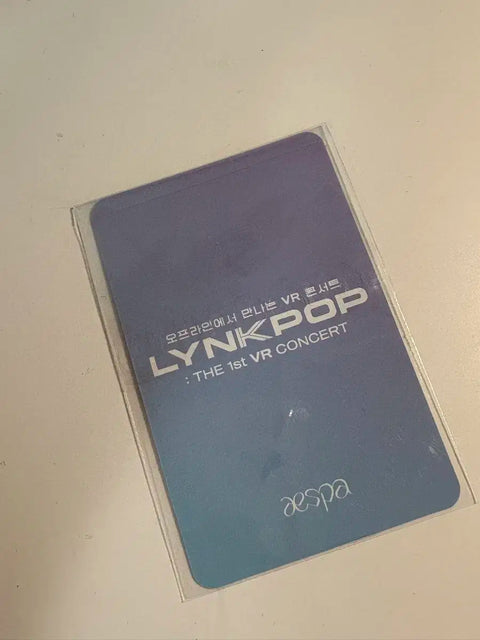 오프라인에서 만나는 VR 콘서트
LYNKPOP
: THE 1st VR CONCERT
aespa